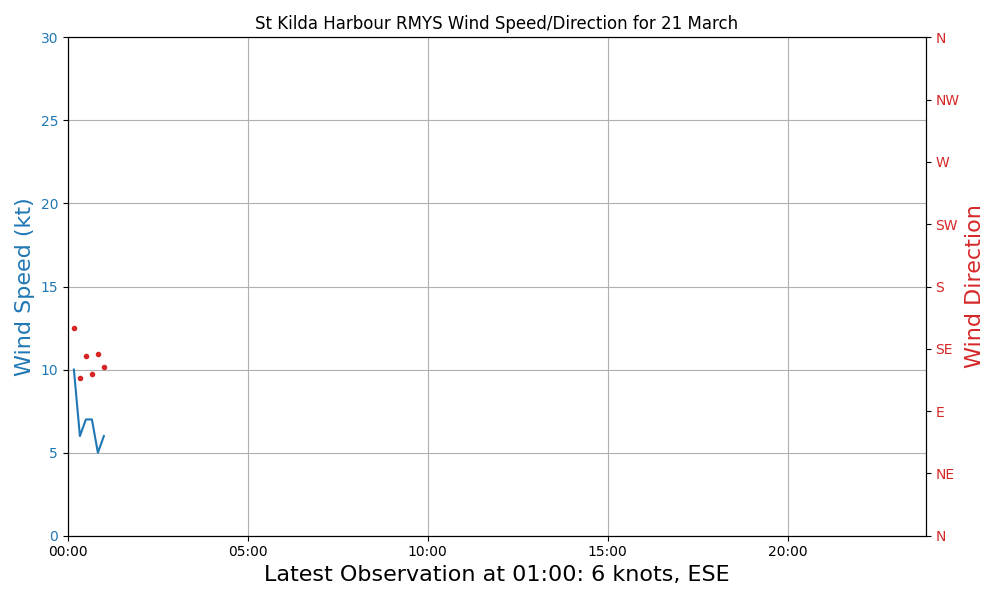 St Kilda Harbour RMYS Wind Speed/Direction for 21 March
Wind Speed (kt)
30
25
20
15
10
5
0
00:00 05:00 10:00 15:00 20:00
N
NW
W
SW
S
SE
E
NE
N
Wind Direction
Latest Observation at 01:00: 6 knots, ESE